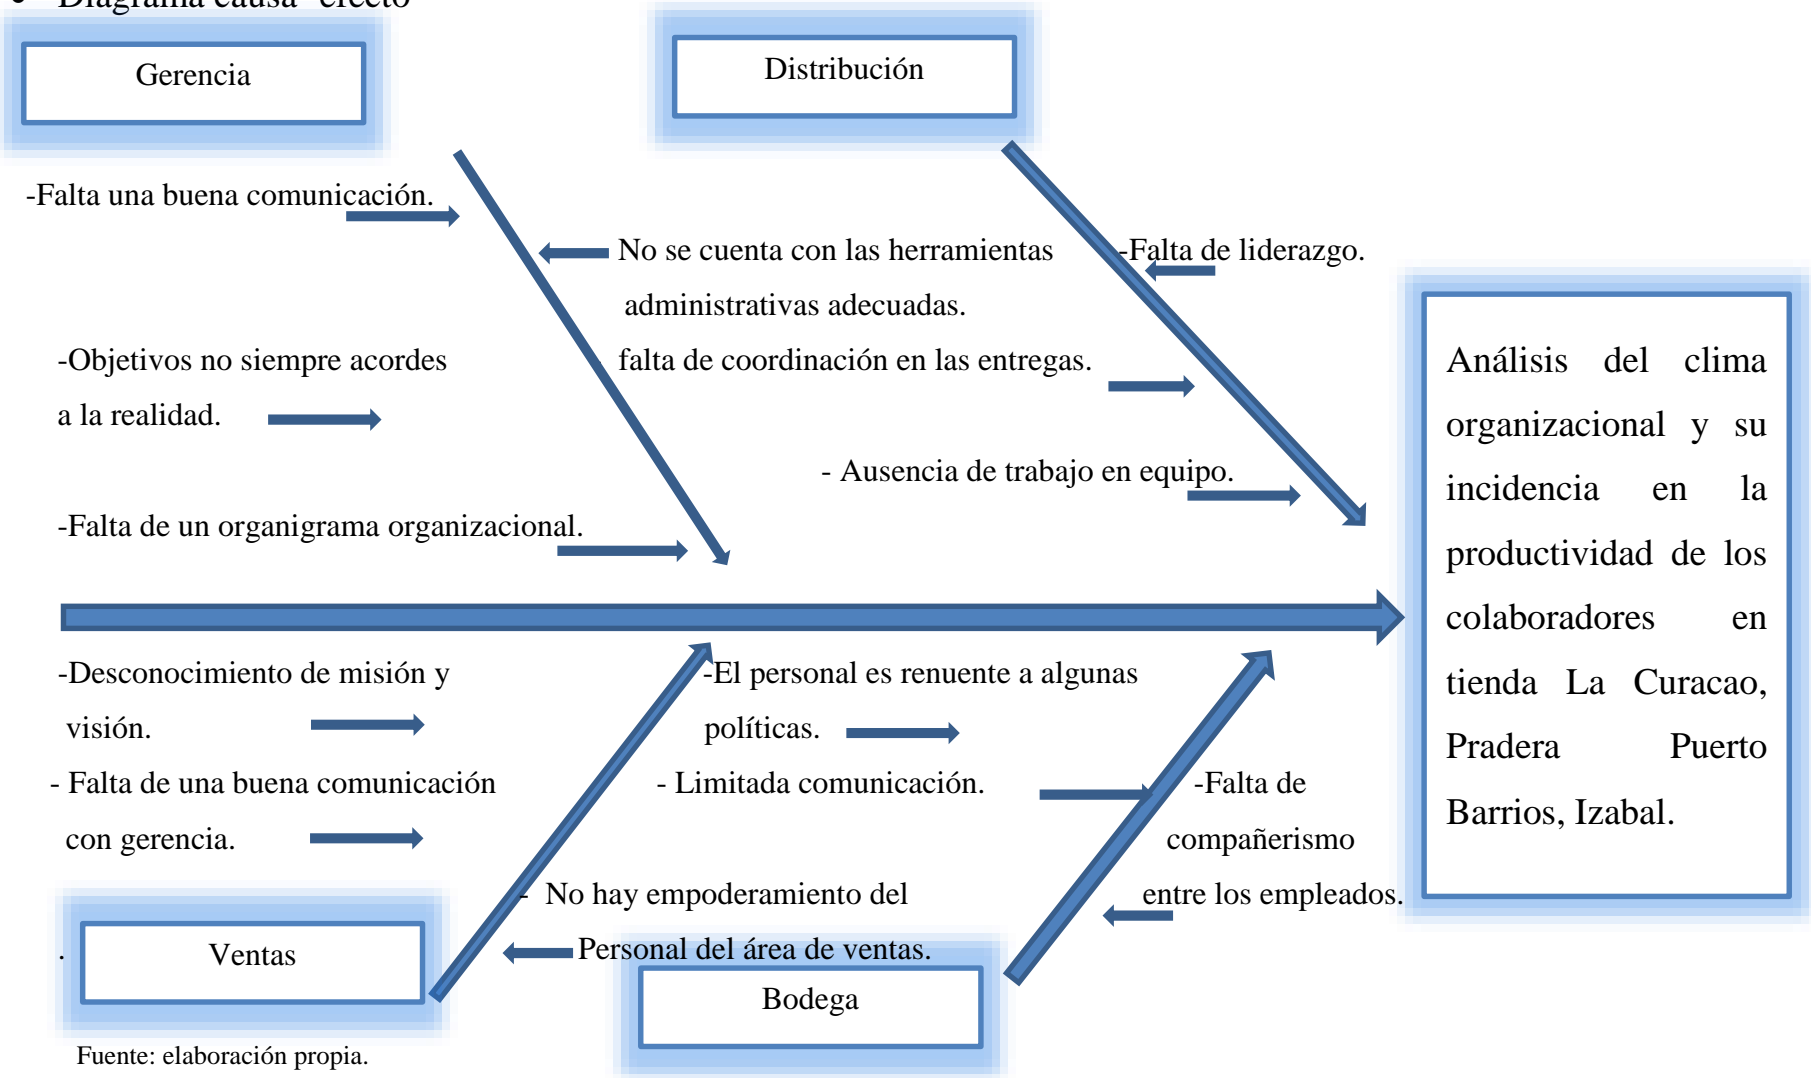 • Diagrama causa- efecto
Gerencia
Distribución
-Falta una buena comunicación.
No se cuenta con las herramientas
administrativas adecuadas.
-Falta de liderazgo.
-Objetivos no siempre acordes
a la realidad.
falta de coordinación en las entregas.
- Ausencia de trabajo en equipo.
-Falta de un organigrama organizacional.
Análisis del clima
organizacional y su
incidencia en la
productividad de los
colaboradores en
tienda La Curacao,
Pradera Puerto
Barrios, Izabal.
-Desconocimiento de misión y
visión.
- Falta de una buena comunicación
con gerencia.
-El personal es renuente a algunas
políticas.
- Limitada comunicación.
-Falta de
compañerismo
entre los empleados.
- No hay empoderamiento del
Personal del área de ventas.
.
Ventas
Bodega
Fuente: elaboración propia.